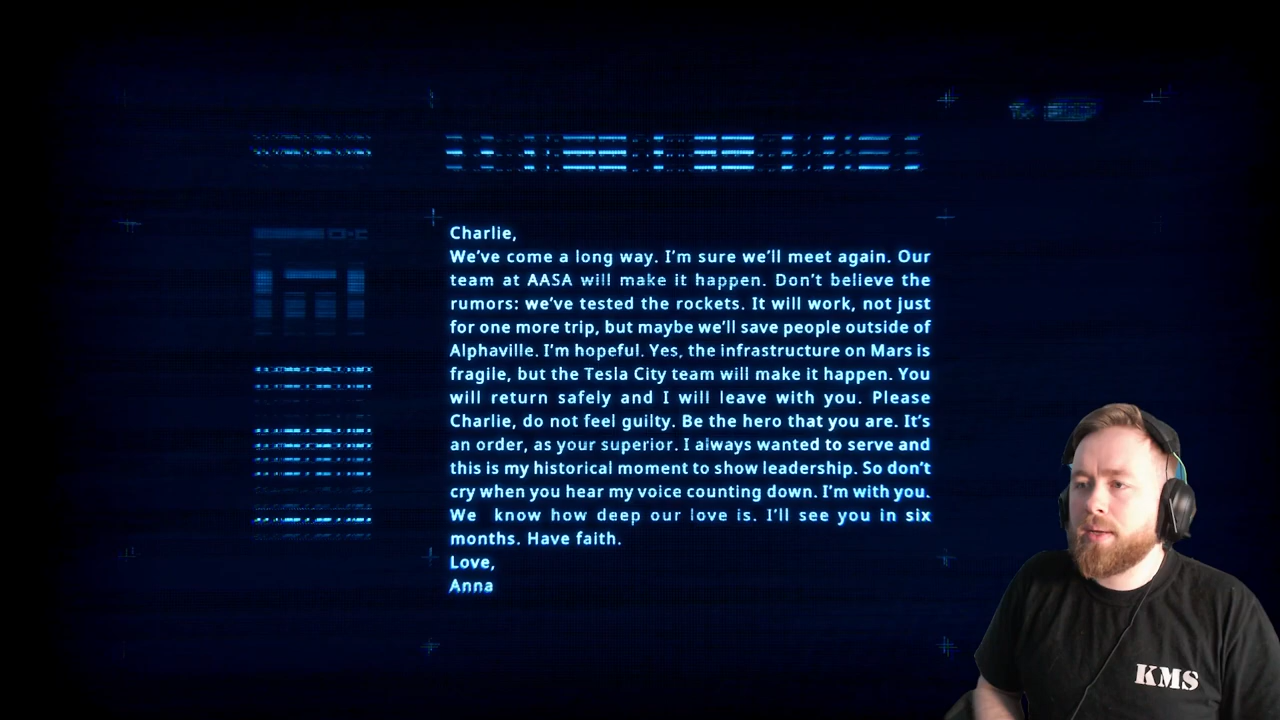 Charlie,
We've come a long way. I'm sure we'll meet again. Our
team at AASA will make it happen. Don't believe the
rumors: we've tested the rockets. It will work, not just
for one more trip, but maybe we'll save people outside of
Alphaville. I'm hopeful. Yes, the infrastructure on Mars is
fragile, but the Tesla City team will make it happen. You
will return safely and I will leave with you. Please
Charlie, do not feel guilty. Be the hero that you are. It's
an order, as your superior. I always wanted to serve and
this is my historical moment to show leadership. So don't
cry when you hear my voice counting down. I'm with you.
We know how deep our love is. I'll see you in six
months. Have faith.
Love,
Anna
KMS